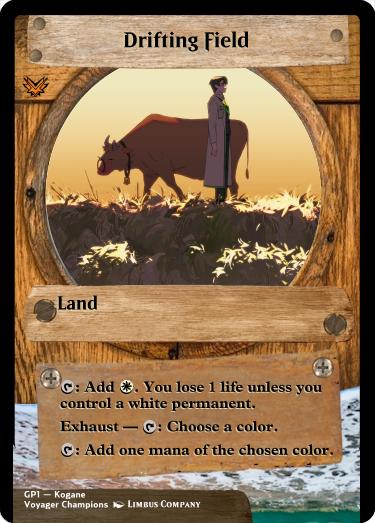 Drifting Field
Land
: Add . You lose 1 life unless you
control a white permanent.
Exhaust — : Choose a color.
: Add one mana of the chosen color.
GP1 — Kogane
Voyager Champions LIMBUS COMPANY